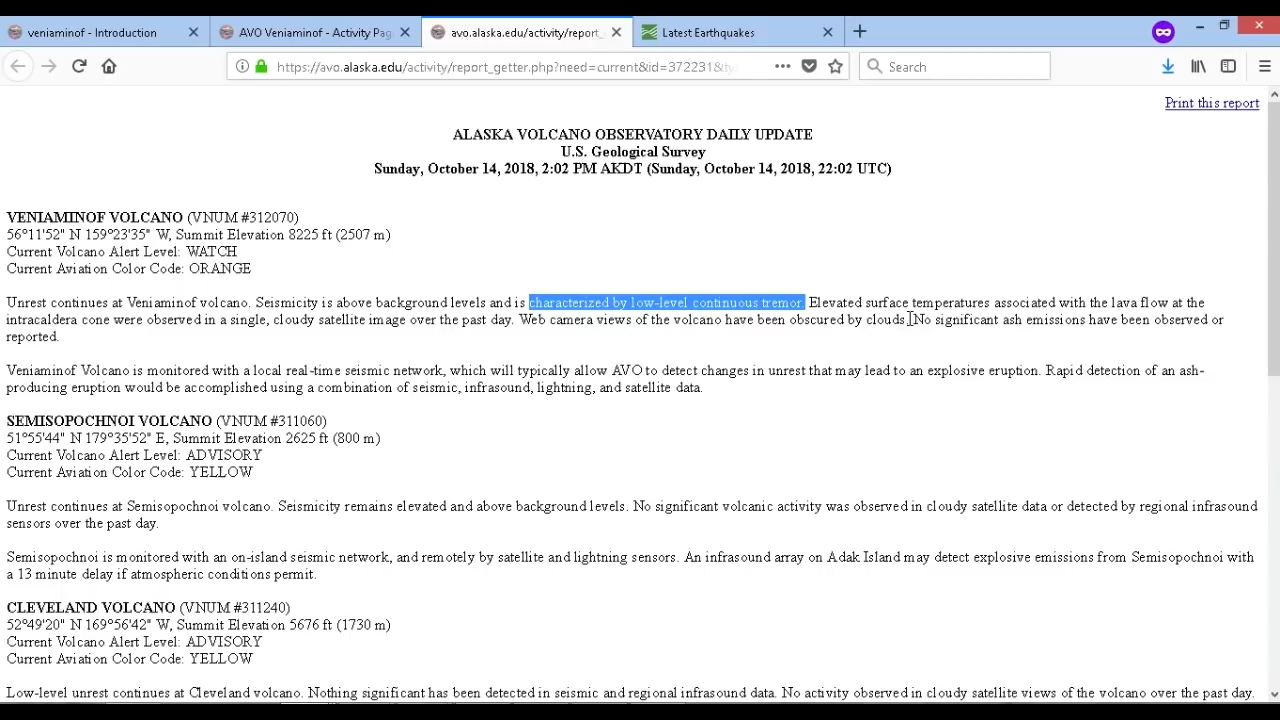 veniaminof - Introduction
AVO Veniaminof - Activity Pag
avo.alaska.edu/activity/report_
Latest Earthquakes
https://avo.alaska.edu/activity/report_getter.php?need=current&id=372231&
Search
Print this report
ALASKA VOLCANO OBSERVATORY DAILY UPDATE
U.S. Geological Survey
Sunday, October 14, 2018, 2:02 PM AKDT (Sunday, October 14, 2018, 22:02 UTC)
VENIAMINOF VOLCANO (VNUM #312070)
56°11'52" N 159°23'35" W, Summit Elevation 8225 ft (2507 m)
Current Volcano Alert Level: WATCH
Current Aviation Color Code: ORANGE
Unrest continues at Veniaminof volcano. Seismicity is above background levels and is characterized by low-level continuous tremor. Elevated surface temperatures associated with the lava flow at the
intracaldera cone were observed in a single, cloudy satellite image over the past day. Web camera views of the volcano have been obscured by clouds. No significant ash emissions have been observed or
reported.
Veniaminof Volcano is monitored with a local real-time seismic network, which will typically allow AVO to detect changes in unrest that may lead to an explosive eruption. Rapid detection of an ash-
producing eruption would be accomplished using a combination of seismic, infrasound, lightning, and satellite data.
SEMISOPOCHNOI VOLCANO (VNUM #311060)
51°55'44" N 179°35'52" E, Summit Elevation 2625 ft (800 m)
Current Volcano Alert Level: ADVISORY
Current Aviation Color Code: YELLOW
Unrest continues at Semisopochnoi volcano. Seismicity remains elevated and above background levels. No significant volcanic activity was observed in cloudy satellite data or detected by regional infrasound
sensors over the past day.
Semisopochnoi is monitored with an on-island seismic network, and remotely by satellite and lightning sensors. An infrasound array on Adak Island may detect explosive emissions from Semisopochnoi with
a 13 minute delay if atmospheric conditions permit.
CLEVELAND VOLCANO (VNUM #311240)
52°49'20" N 169°56'42" W, Summit Elevation 5676 ft (1730 m)
Current Volcano Alert Level: ADVISORY
Current Aviation Color Code: YELLOW
Low-level unrest continues at Cleveland volcano. Nothing significant has been detected in seismic and regional infrasound data. No activity observed in cloudy satellite views of the volcano over the past day.